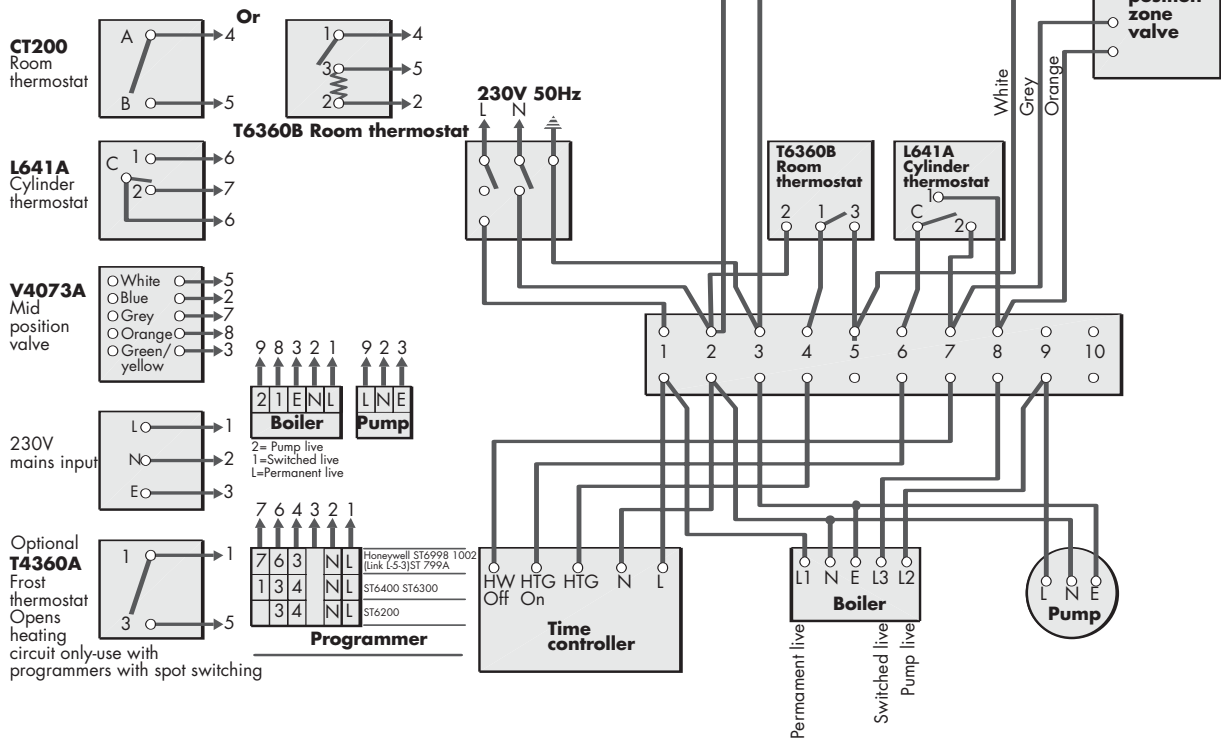 Or
CT200
Room
thermostat
A
B
4
5
1
3
2
4
5
2
T6360B Room thermostat
L641A
Cylinder
thermostat
C
1
2
6
7
6
V4073A
Mid
position
valve
White
Blue
Grey
Orange
Green/
yellow
5
2
7
8
3
9 8 3 2 1
2 1 E N L
Boiler
2= Pump live
1=Switched live
L=Permanent live
9 2 3
L N E
Pump
230V
mains input
L
N
E
1
2
3
Optional
T4360A
Frost
thermostat
Opens
heating
circuit only-use with
programmers with spot switching
1
3
1
5
7 6 4 3 2 1
7 6 3 N L Honeywell ST6998 1002
(Link L-5-3)ST 799A
1 3 4 N L ST6400 ST6300
3 4 N L ST6200
Programmer
230V 50Hz
L N
T6360B
Room
thermostat
2 1 3
L641A
Cylinder
thermostat
1
C
2
White
Grey
Orange
position
zone
valve
1 2 3 4 5 6 7 8 9 10
HW HTG HTG N L
Off On
Time
controller
L1 N E L3 L2
Boiler
Permament live
Switched live
Pump live
L N E
Pump